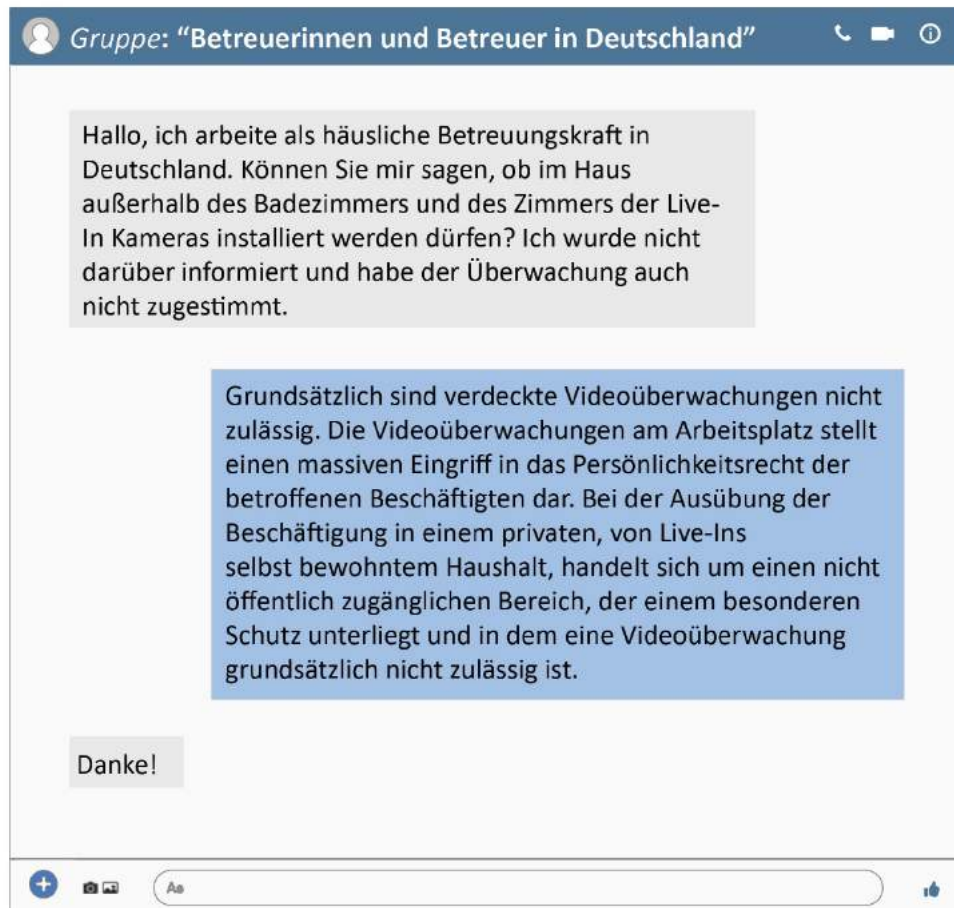 Gruppe: “Betreuerinnen und Betreuer in Deutschland”
Hallo, ich arbeite als häusliche Betreuungskraft in
Deutschland. Können Sie mir sagen, ob im Haus
außerhalb des Badezimmers und des Zimmers der Live-
In Kameras installiert werden dürfen? Ich wurde nicht
darüber informiert und habe der Überwachung auch
nicht zugestimmt.
Grundsätzlich sind verdeckte Videoüberwachungen nicht
zulässig. Die Videoüberwachungen am Arbeitsplatz stellt
einen massiven Eingriff in das Persönlichkeitsrecht der
betroffenen Beschäftigten dar. Bei der Ausübung der
Beschäftigung in einem privaten, von Live-Ins
selbst bewohntem Haushalt, handelt sich um einen nicht
öffentlich zugänglichen Bereich, der einem besonderen
Schutz unterliegt und in dem eine Videoüberwachung
grundsätzlich nicht zulässig ist.
Danke!
Aa